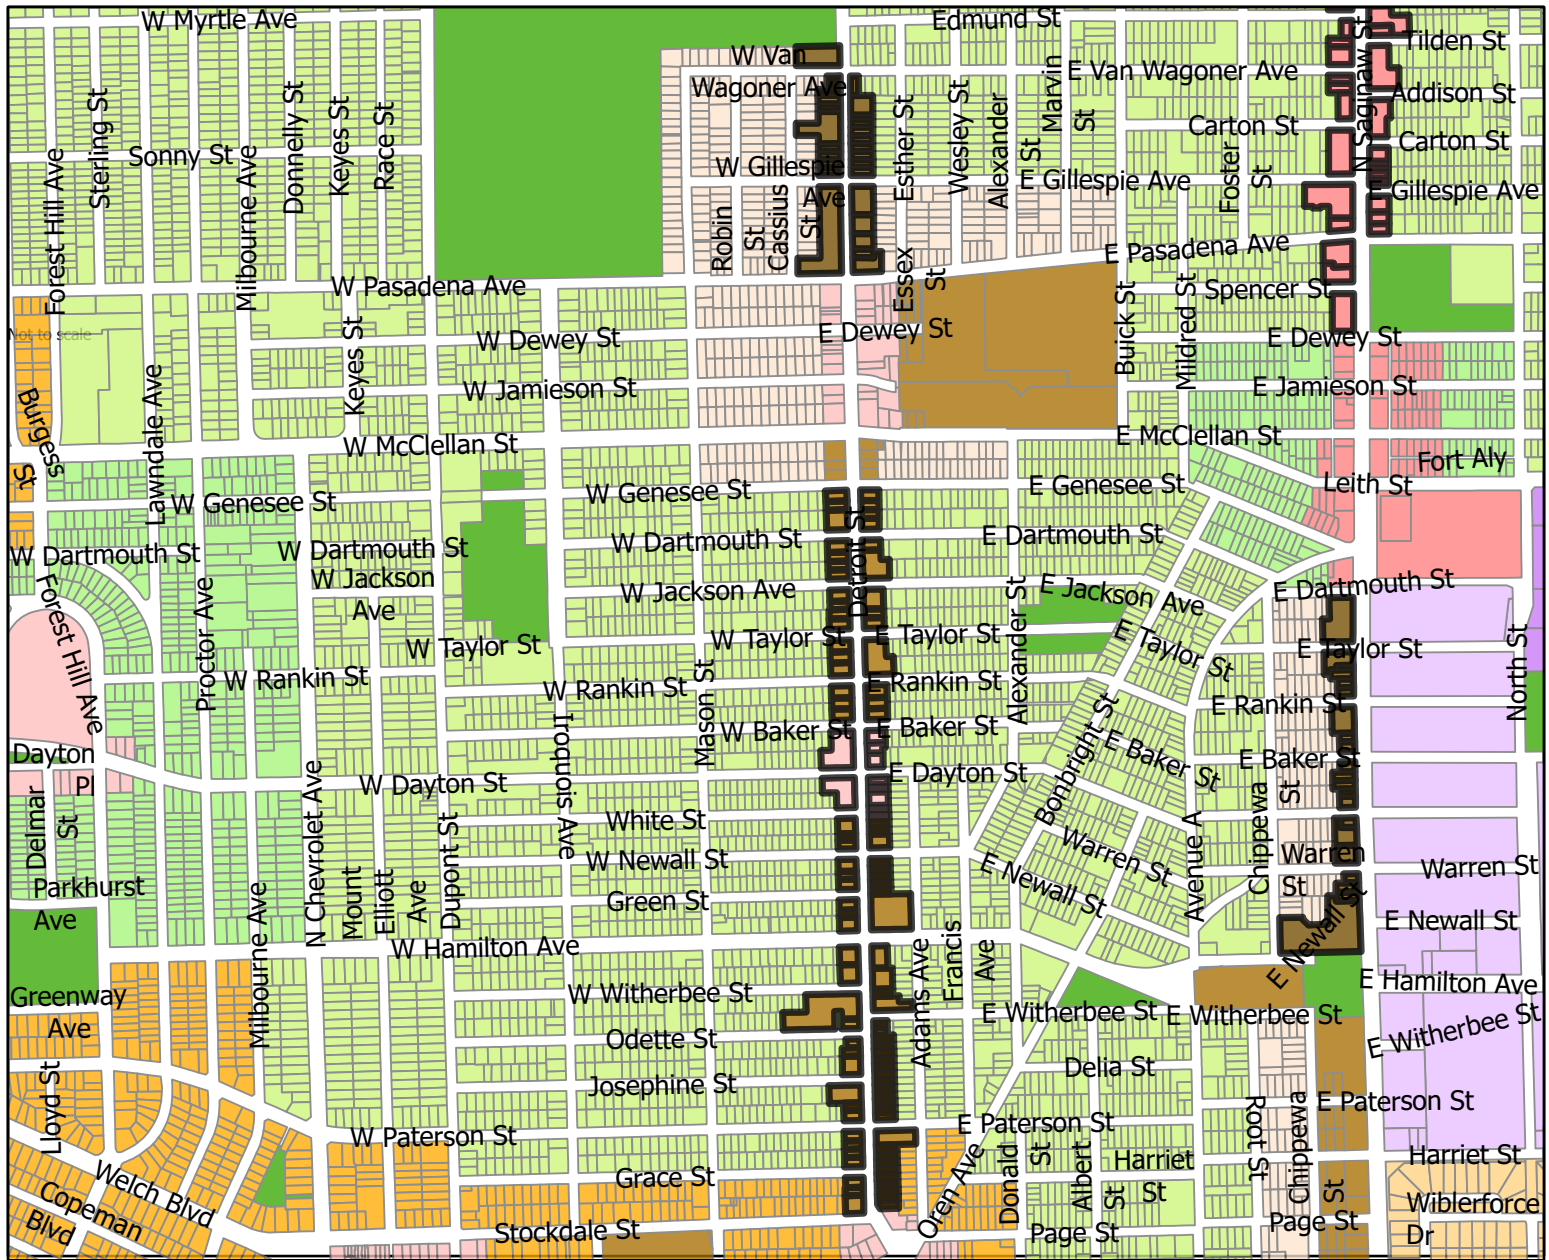 W Myrtle Ave
Edmund St
Tilden St
W Van
Wagoner Ave
E Van Wagoner Ave
Addison St
Marvin
St
Sterling St
Donnelly St
Keyes St
Race St
Esther St
Wesley St
Alexander
St
N Saginaw St
Carton St
Carton St
Sonny St
Forest Hill Ave
Milbourne Ave
W Gillespie
Ave
E Gillespie Ave
Foster
St
E Gillespie Ave
Robin
St
Cassius
St
E Pasadena Ave
Essex
St
W Pasadena Ave
Buick St
Mildred St
Spencer St
Not to scale
Keyes St
W Dewey St
E Dewey St
E Dewey St
Burgess
St
Lawndale Ave
W Jamieson St
E Jamieson St
W McClellan St
E McClellan St
Fort Aly
Leith St
W Genesee St
W Genesee St
E Genesee St
Detroit St
W Dartmouth St
W Dartmouth St
W Dartmouth St
E Dartmouth St
E Dartmouth St
W Jackson
Ave
W Jackson Ave
E Jackson Ave
Forest Hill Ave
Proctor Ave
Alexander St
W Taylor St
W Taylor St
E Taylor St
E Taylor St
E Taylor St
North St
W Rankin St
W Rankin St
E Rankin St
E Rankin St
Mason St
Bonbright St
W Baker St
E Baker St
E Baker St
E Baker St
Dayton
Pl
W Dayton St
E Dayton St
Iroquois Ave
Delmar
St
N Chevrolet Ave
Dupont St
Chippewa
St
Avenue A
White St
Warren St
Warren
St
Warren St
W Newall St
E Newall St
E Newall St
E Newall St
Parkhurst
Ave
Milbourne Ave
Mount
Elliott
Ave
Green St
W Hamilton Ave
E Hamilton Ave
Adams Ave
Francis
Ave
Greenway
Ave
W Witherbee St
E Witherbee St
E Witherbee St
E Witherbee St
Odette St
Lloyd St
Delia St
Josephine St
Root St
Chippewa
St
E Paterson St
E Paterson St
W Paterson St
Donald
St
Albert
St
Harriet
St
Harriet St
Oren Ave
Grace St
Welch Blvd
Copeman
Blvd
Stockdale St
Page St
Page St
Wiblerforce
Dr